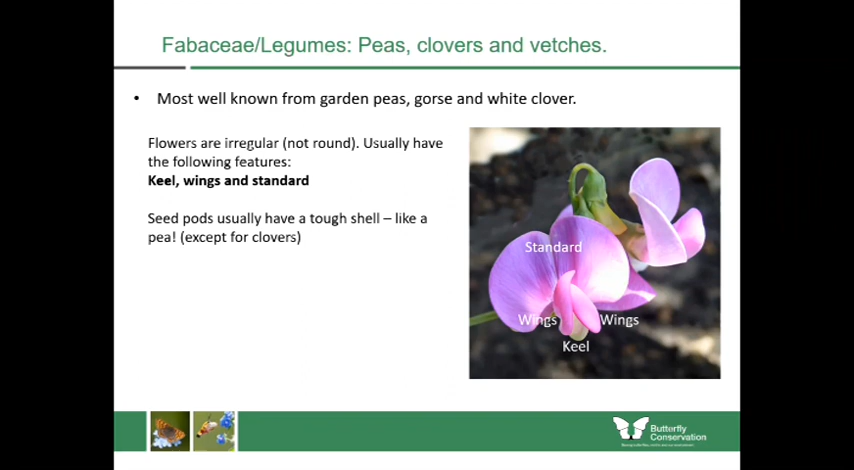 Fabaceae/Legumes: Peas, clovers and vetches.
• Most well known from garden peas, gorse and white clover.
Flowers are irregular (not round). Usually have
the following features:
Keel, wings and standard
Seed pods usually have a tough shell – like a
pea! (except for clovers)
Standard
Wings
Wings
Keel
Butterfly
Conservation